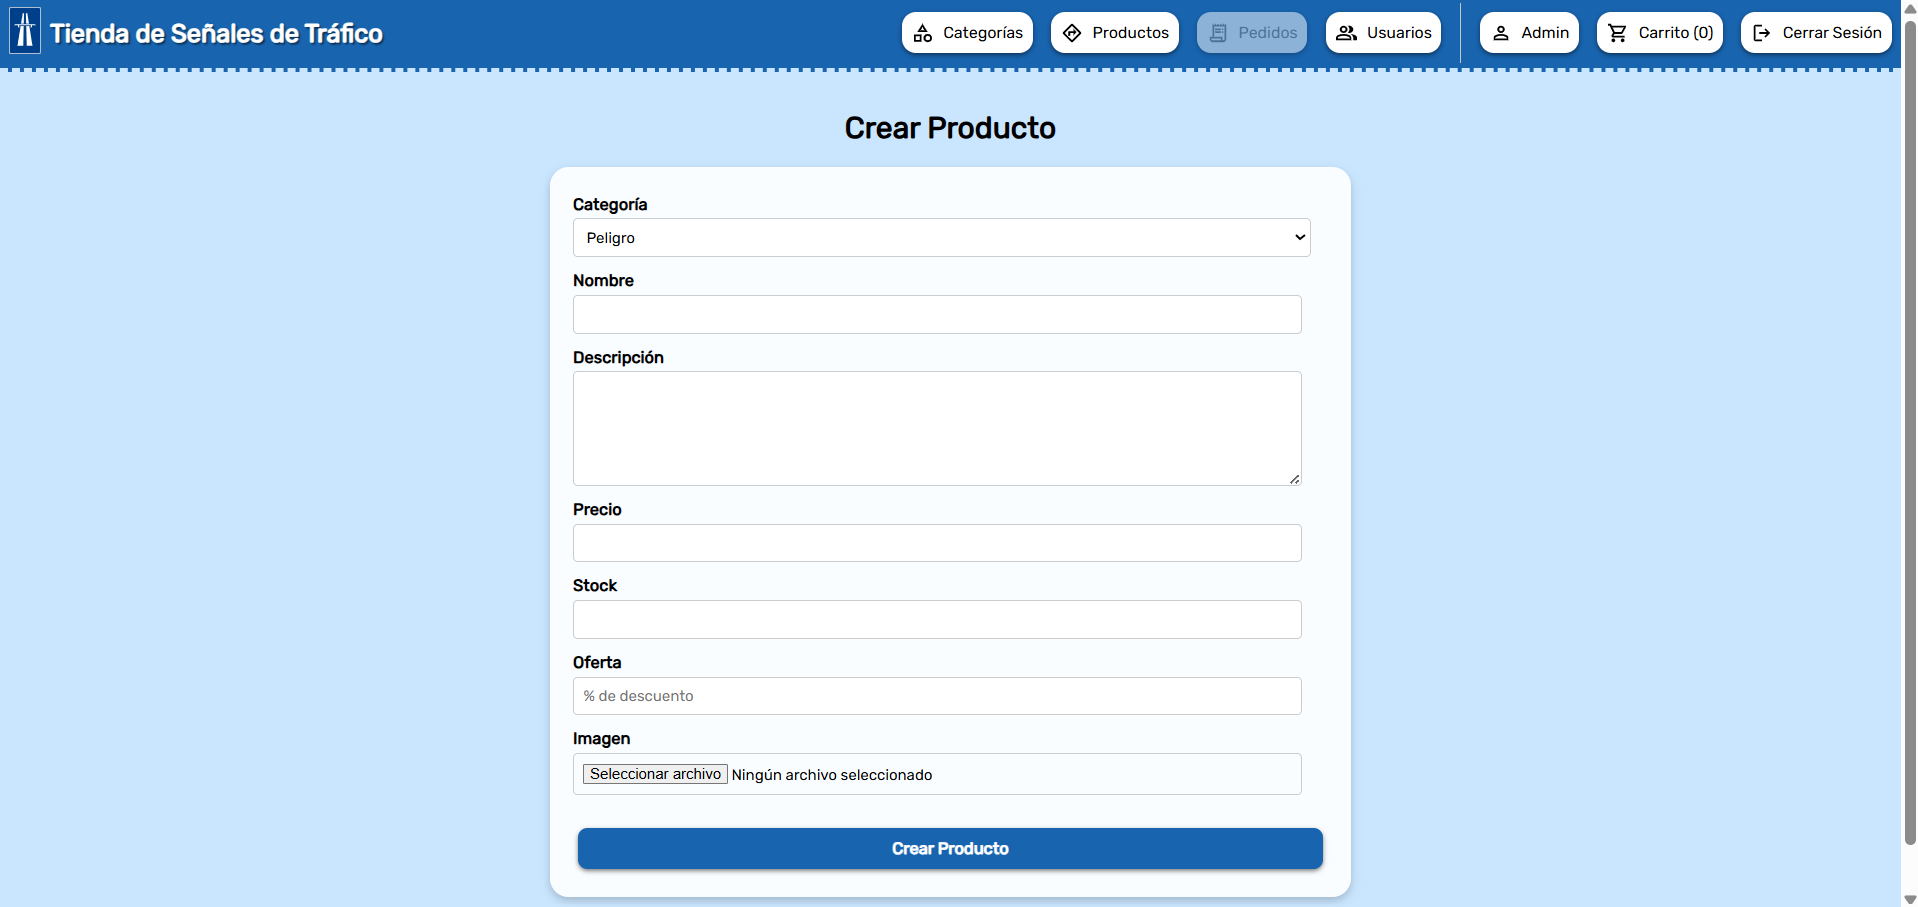 Tienda de Señales de Tráfico
Categorías
Productos
Pedidos
Usuarios
Admin
Carrito (0)
Cerrar Sesión
Crear Producto
Categoría
Peligro
Nombre
Descripción
Precio
Stock
Oferta
% de descuento
Imagen
Seleccionar archivo Ningún archivo seleccionado
Crear Producto